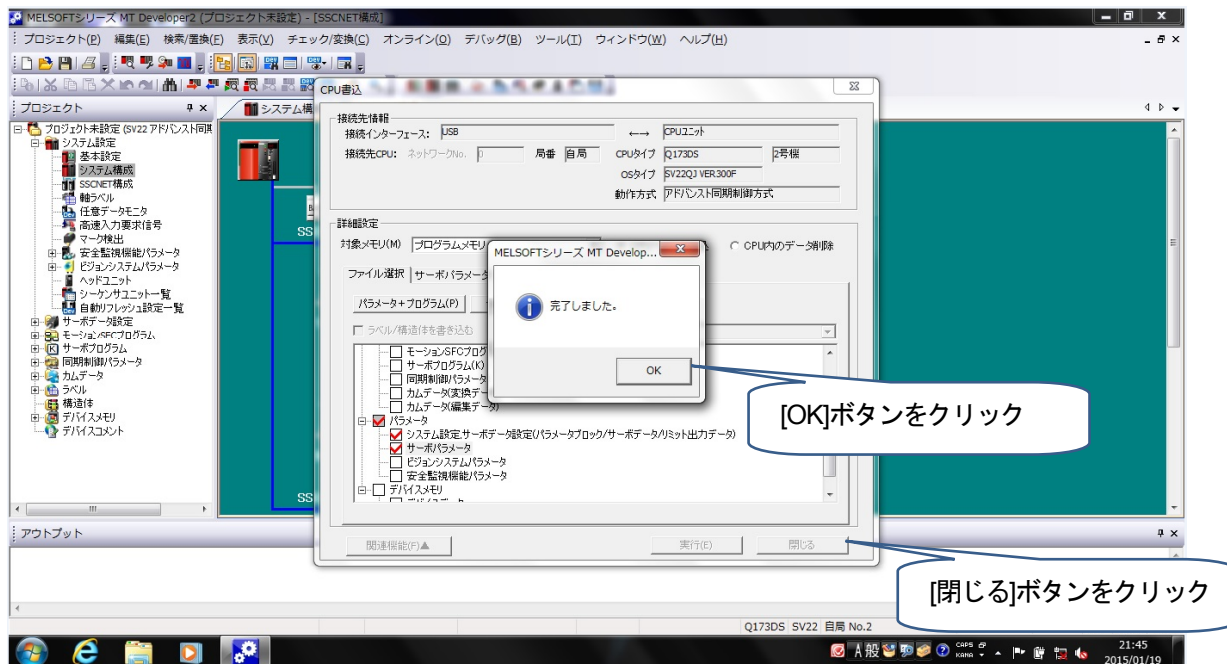 MELSOFTシリーズ MT Developer2 (プロジェクト未設定) - [SSCNET構成]
プロジェクト(P) 編集(E) 検索/置換(F) 表示(V) チェック/変換(C) オンライン(O) デバッグ(B) ツール(T) ウィンドウ(W) ヘルプ(H)
プロジェクト
プロジェクト未設定 (SV22 アドバンスト同期
システム設定
基本設定
システム構成
SSCNET構成
軸ラベル
任意データモニタ
高速入力要求信号
マーク検出
安全監視機能パラメータ
ビジョンシステムパラメータ
ヘッドユニット
シーケンサユニット一覧
自動リフレッシュ設定一覧
サーボデータ設定
モーションSFCプログラム
サーボプログラム
同期制御パラメータ
カムデータ
ラベル
構造体
デバイスメモリ
デバイスコメント
システム構
SS
SS
CPU書込
接続先情報
接続インターフェース: USB ←→ CPUユニット
接続先CPU: ネットワークNo. 0 局番 自局 CPUタイプ Q173DS 2号機
OSタイプ SV22QJ VER300F
動作方式 アドバンスト同期制御方式
詳細設定
対象メモリ(M) プログラムメモリ CPU内のデータ削除
ファイル選択 サーボパラメータ
パラメータ+プログラム(P)
ラベル/構造体を書き込む
モーションSFCプログ
サーボプログラム(K)
同期制御パラメータ
カムデータ(変換デー
カムデータ(編集データ)
パラメータ
システム設定,サーボデータ設定(パラメータブロック/サーボデータ/リミット出力データ)
サーボパラメータ
ビジョンシステムパラメータ
安全監視機能パラメータ
デバイスメモリ
関連機能(F)▲ 実行(E) 閉じる
MELSOFTシリーズ MT Develop...
完了しました。
OK
[OK]ボタンをクリック
[閉じる]ボタンをクリック
アウトプット
Q173DS SV22 自局 No.2
A 般 CAPS KANA
21:45
2015/01/19